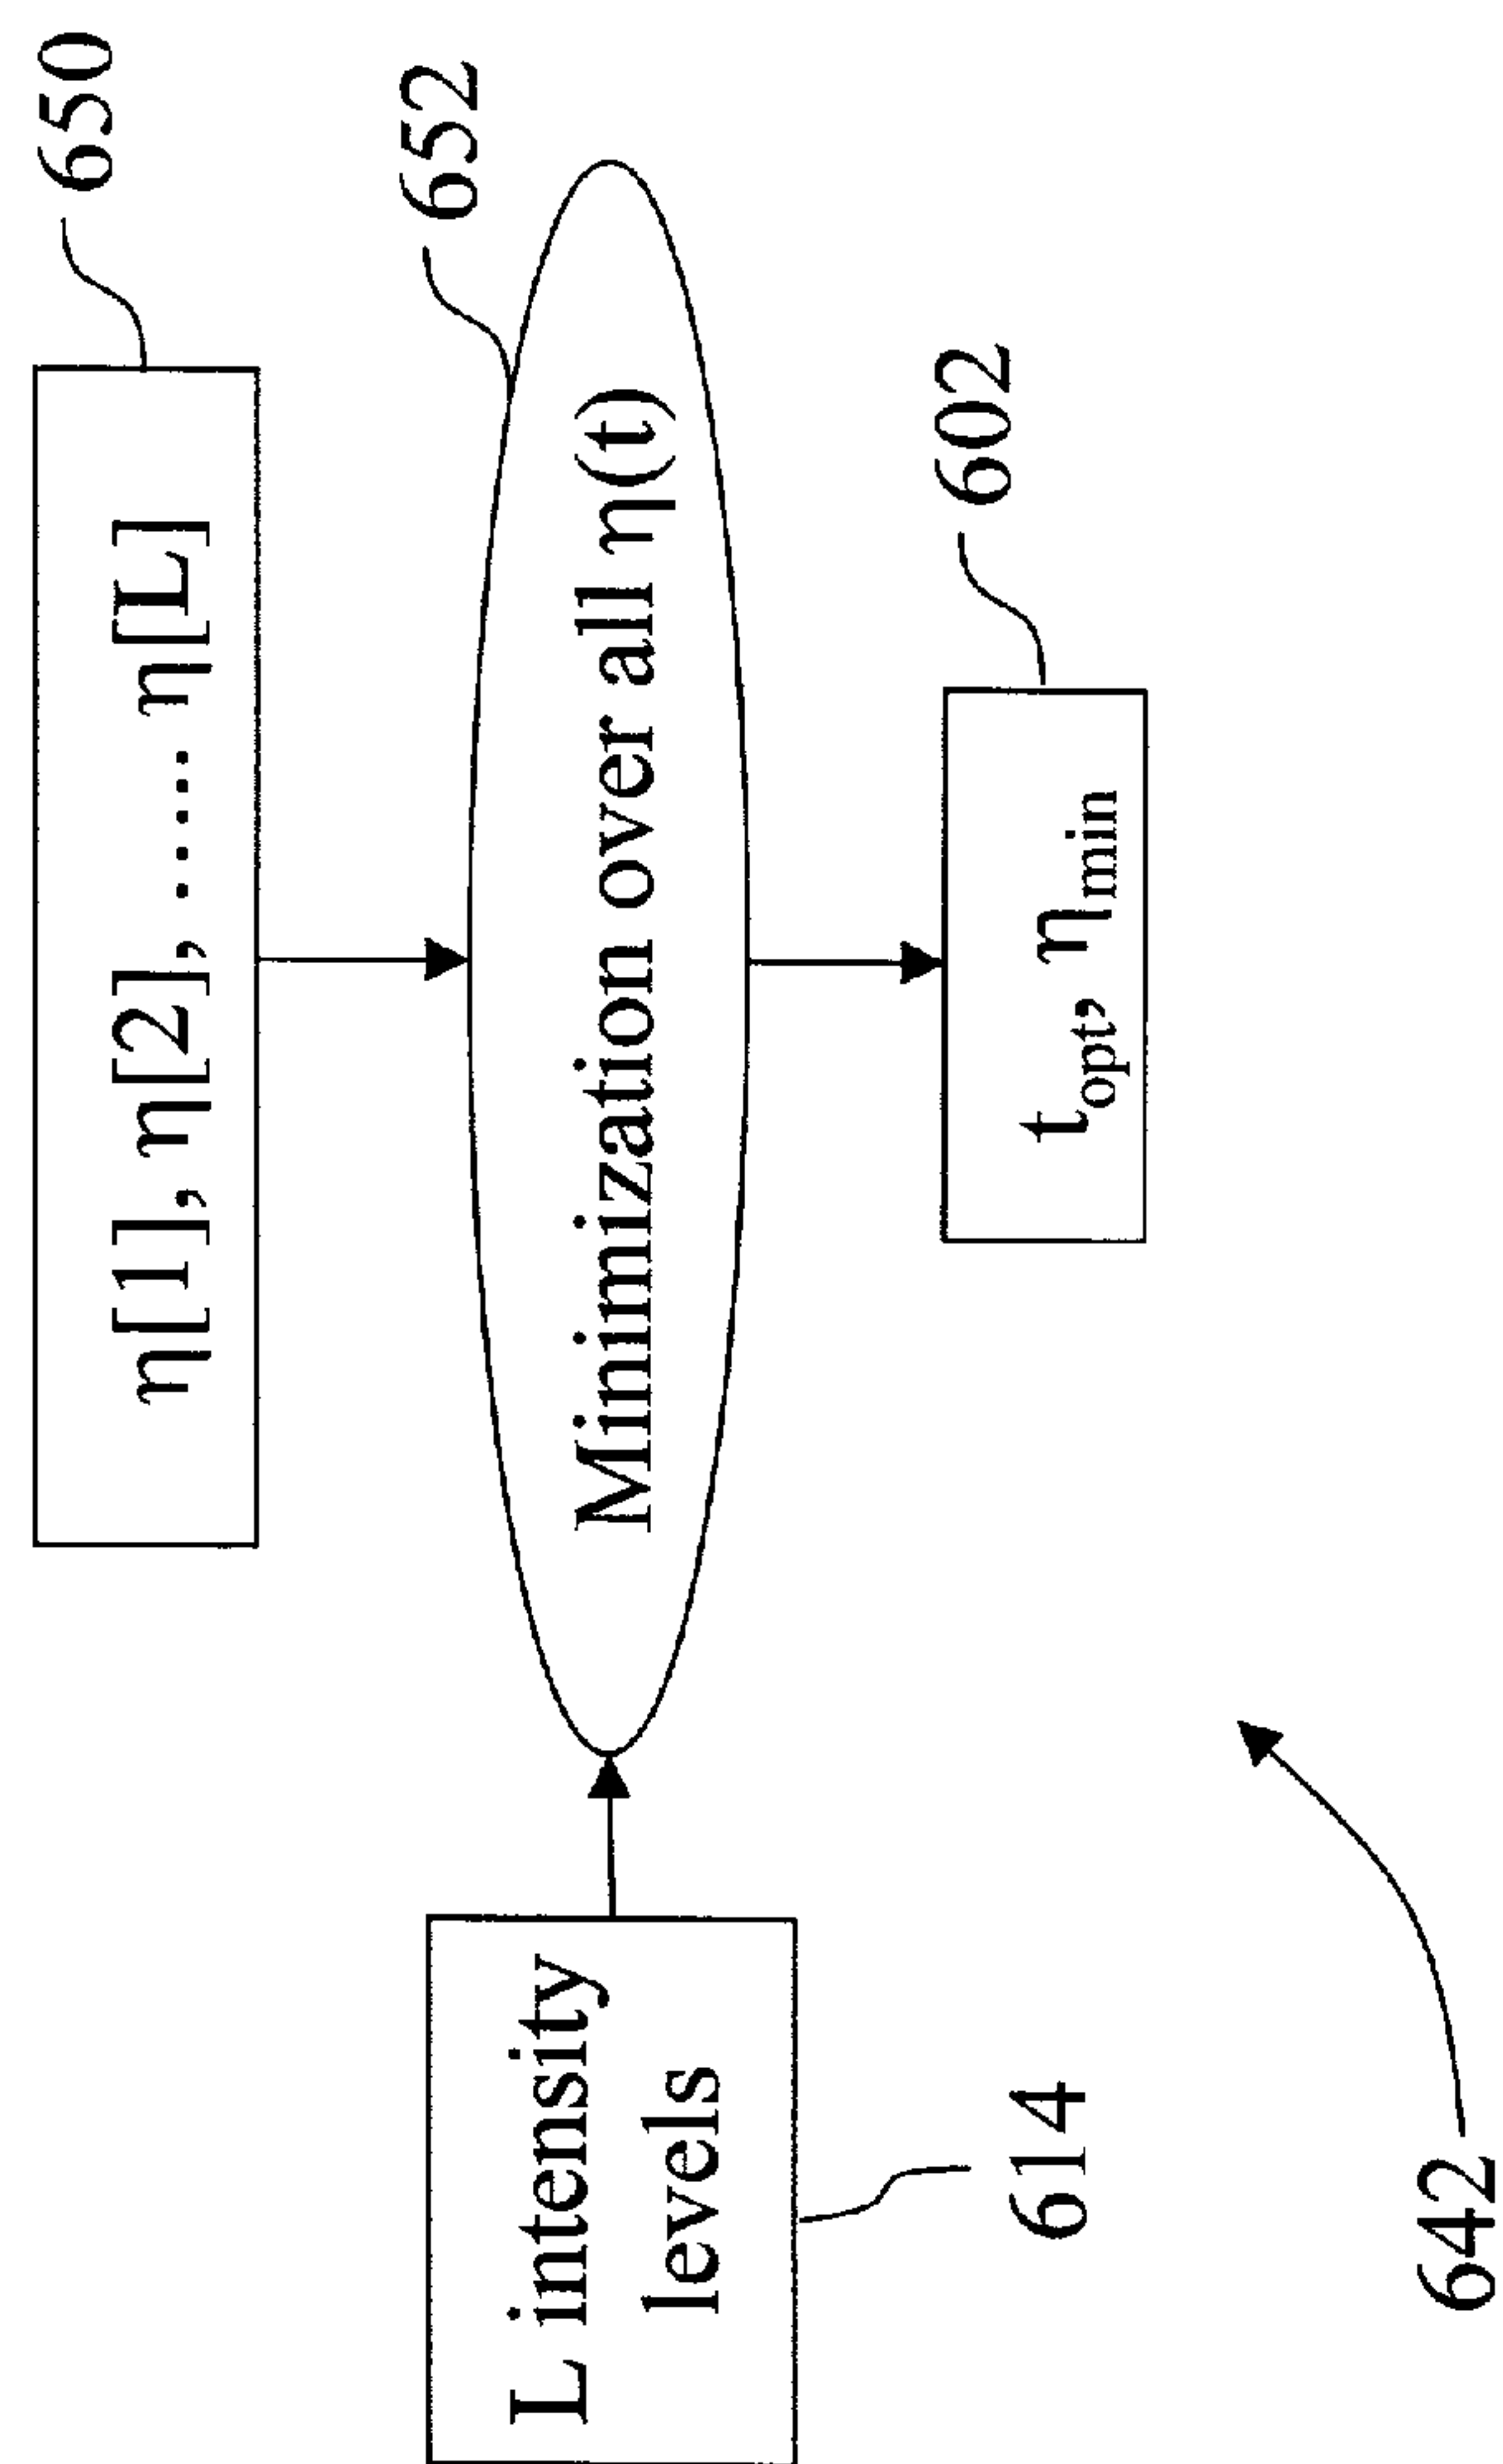 650
η[1], η[2], ..... η[L]
652
Minimization over all η(t)
L intensity
levels
614
602
t_opt, η_min
642